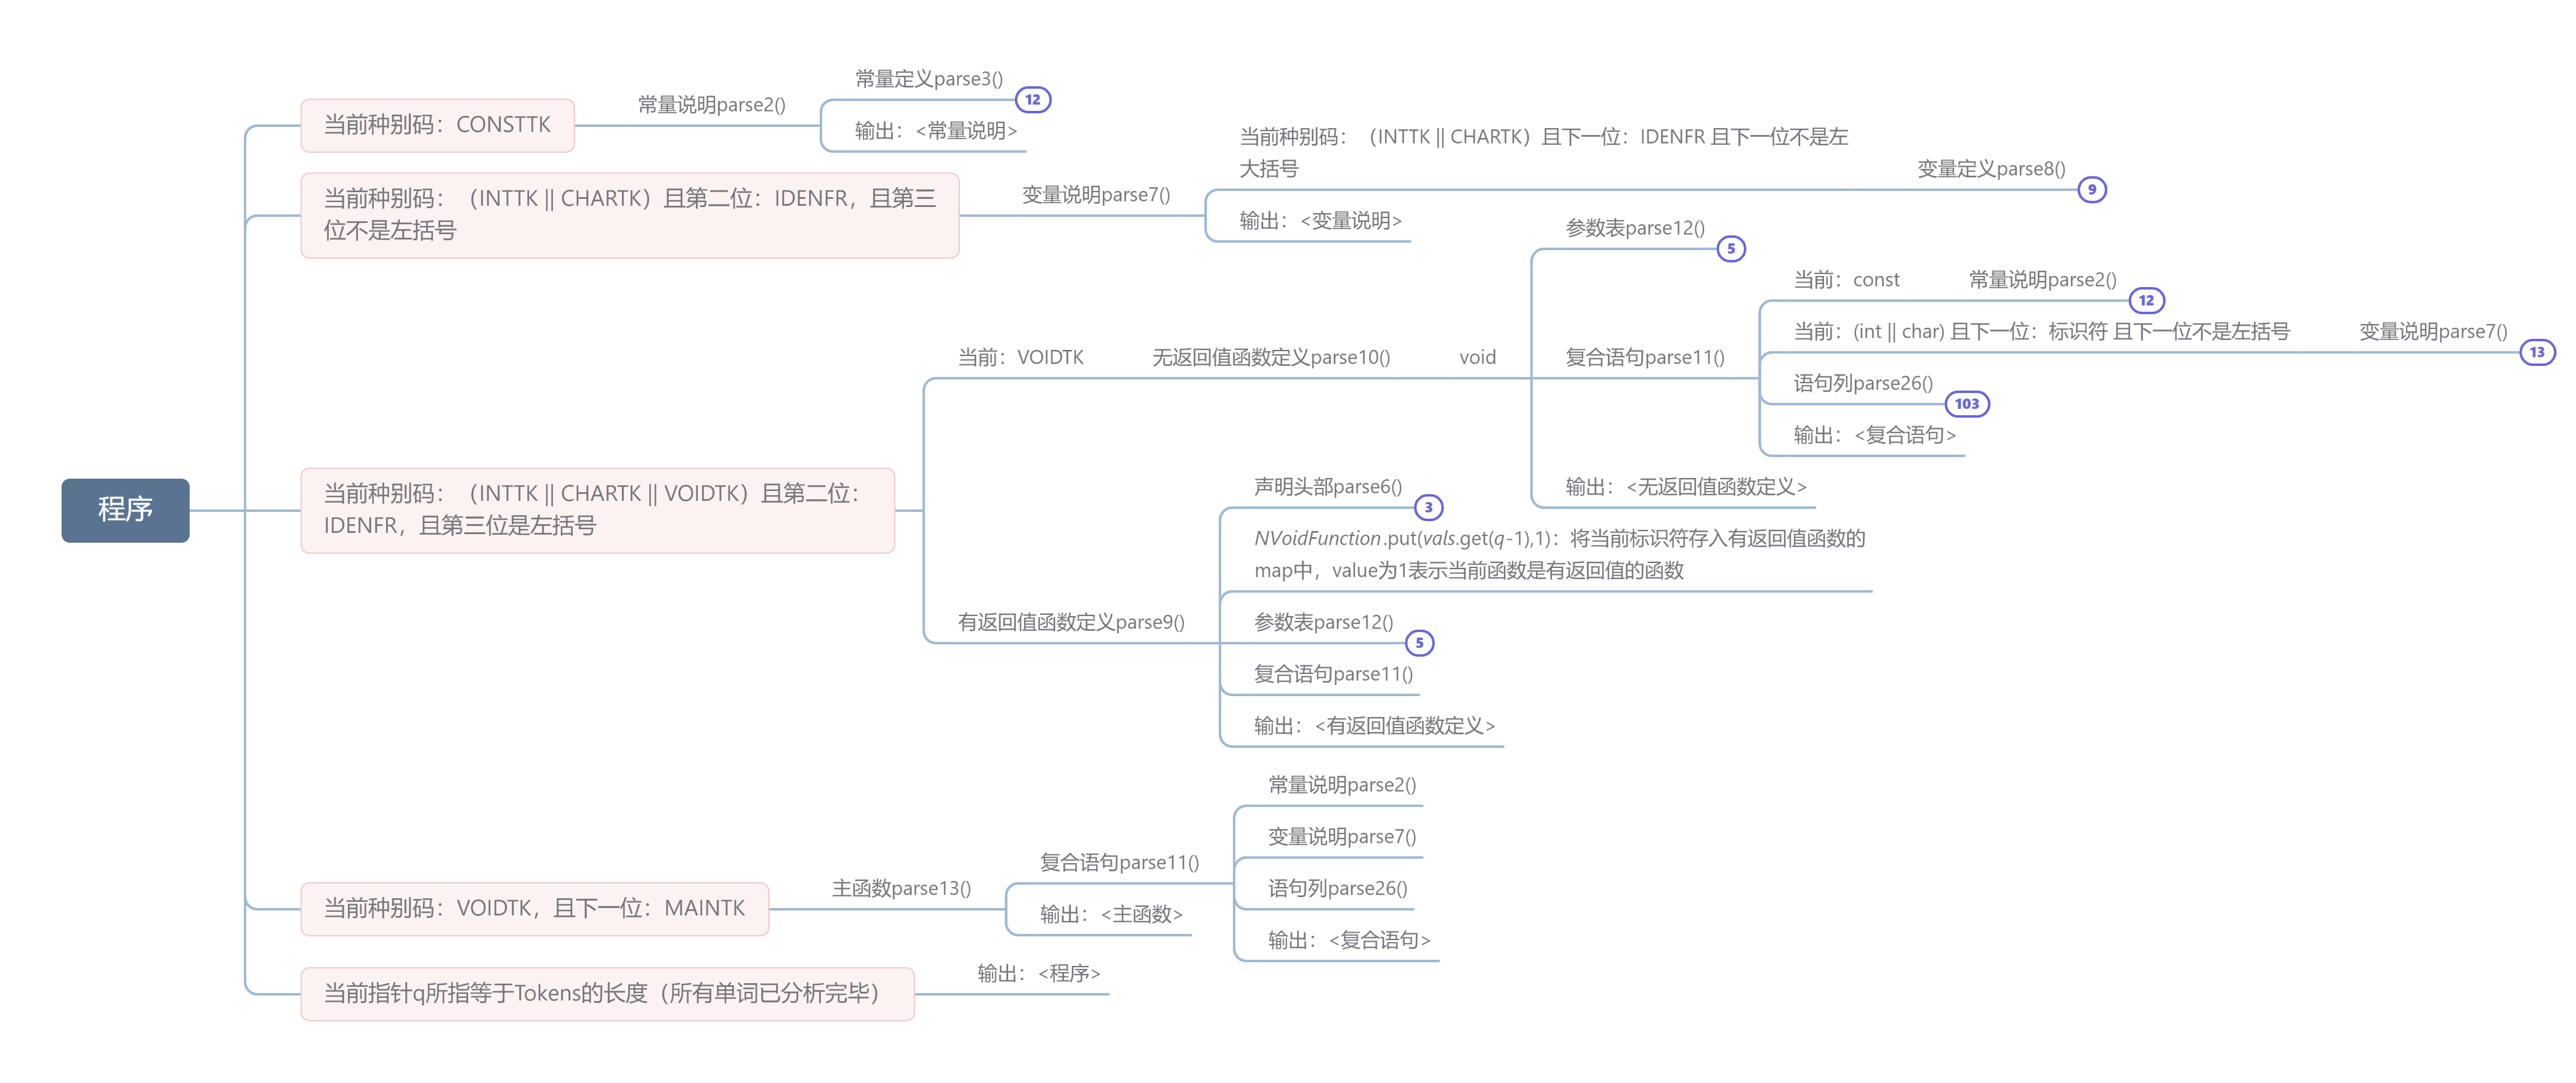 程序
当前种别码：CONSTTK
常量说明parse2()
常量定义parse3()
12
输出：<常量说明>
当前种别码：（INTTK || CHARTK）且第二位：IDENFR，且第三
位不是左括号
变量说明parse7()
当前种别码：（INTTK || CHARTK）且下一位：IDENFR 且下一位不是左
大括号
变量定义parse8()
9
输出：<变量说明>
当前种别码：（INTTK || CHARTK || VOIDTK）且第二位：
IDENFR，且第三位是左括号
当前：VOIDTK
无返回值函数定义parse10()
void
参数表parse12()
5
复合语句parse11()
当前：const
常量说明parse2()
12
当前：(int || char) 且下一位：标识符 且下一位不是左括号
变量说明parse7()
13
语句列parse26()
103
输出：<复合语句>
输出：<无返回值函数定义>
有返回值函数定义parse9()
声明头部parse6()
3
NVoidFunction.put(vals.get(q-1),1)：将当前标识符存入有返回值函数的
map中，value为1表示当前函数是有返回值的函数
参数表parse12()
5
复合语句parse11()
输出：<有返回值函数定义>
当前种别码：VOIDTK，且下一位：MAINTK
主函数parse13()
复合语句parse11()
常量说明parse2()
变量说明parse7()
语句列parse26()
输出：<复合语句>
输出：<主函数>
当前指针q所指等于Tokens的长度（所有单词已分析完毕）
输出：<程序>